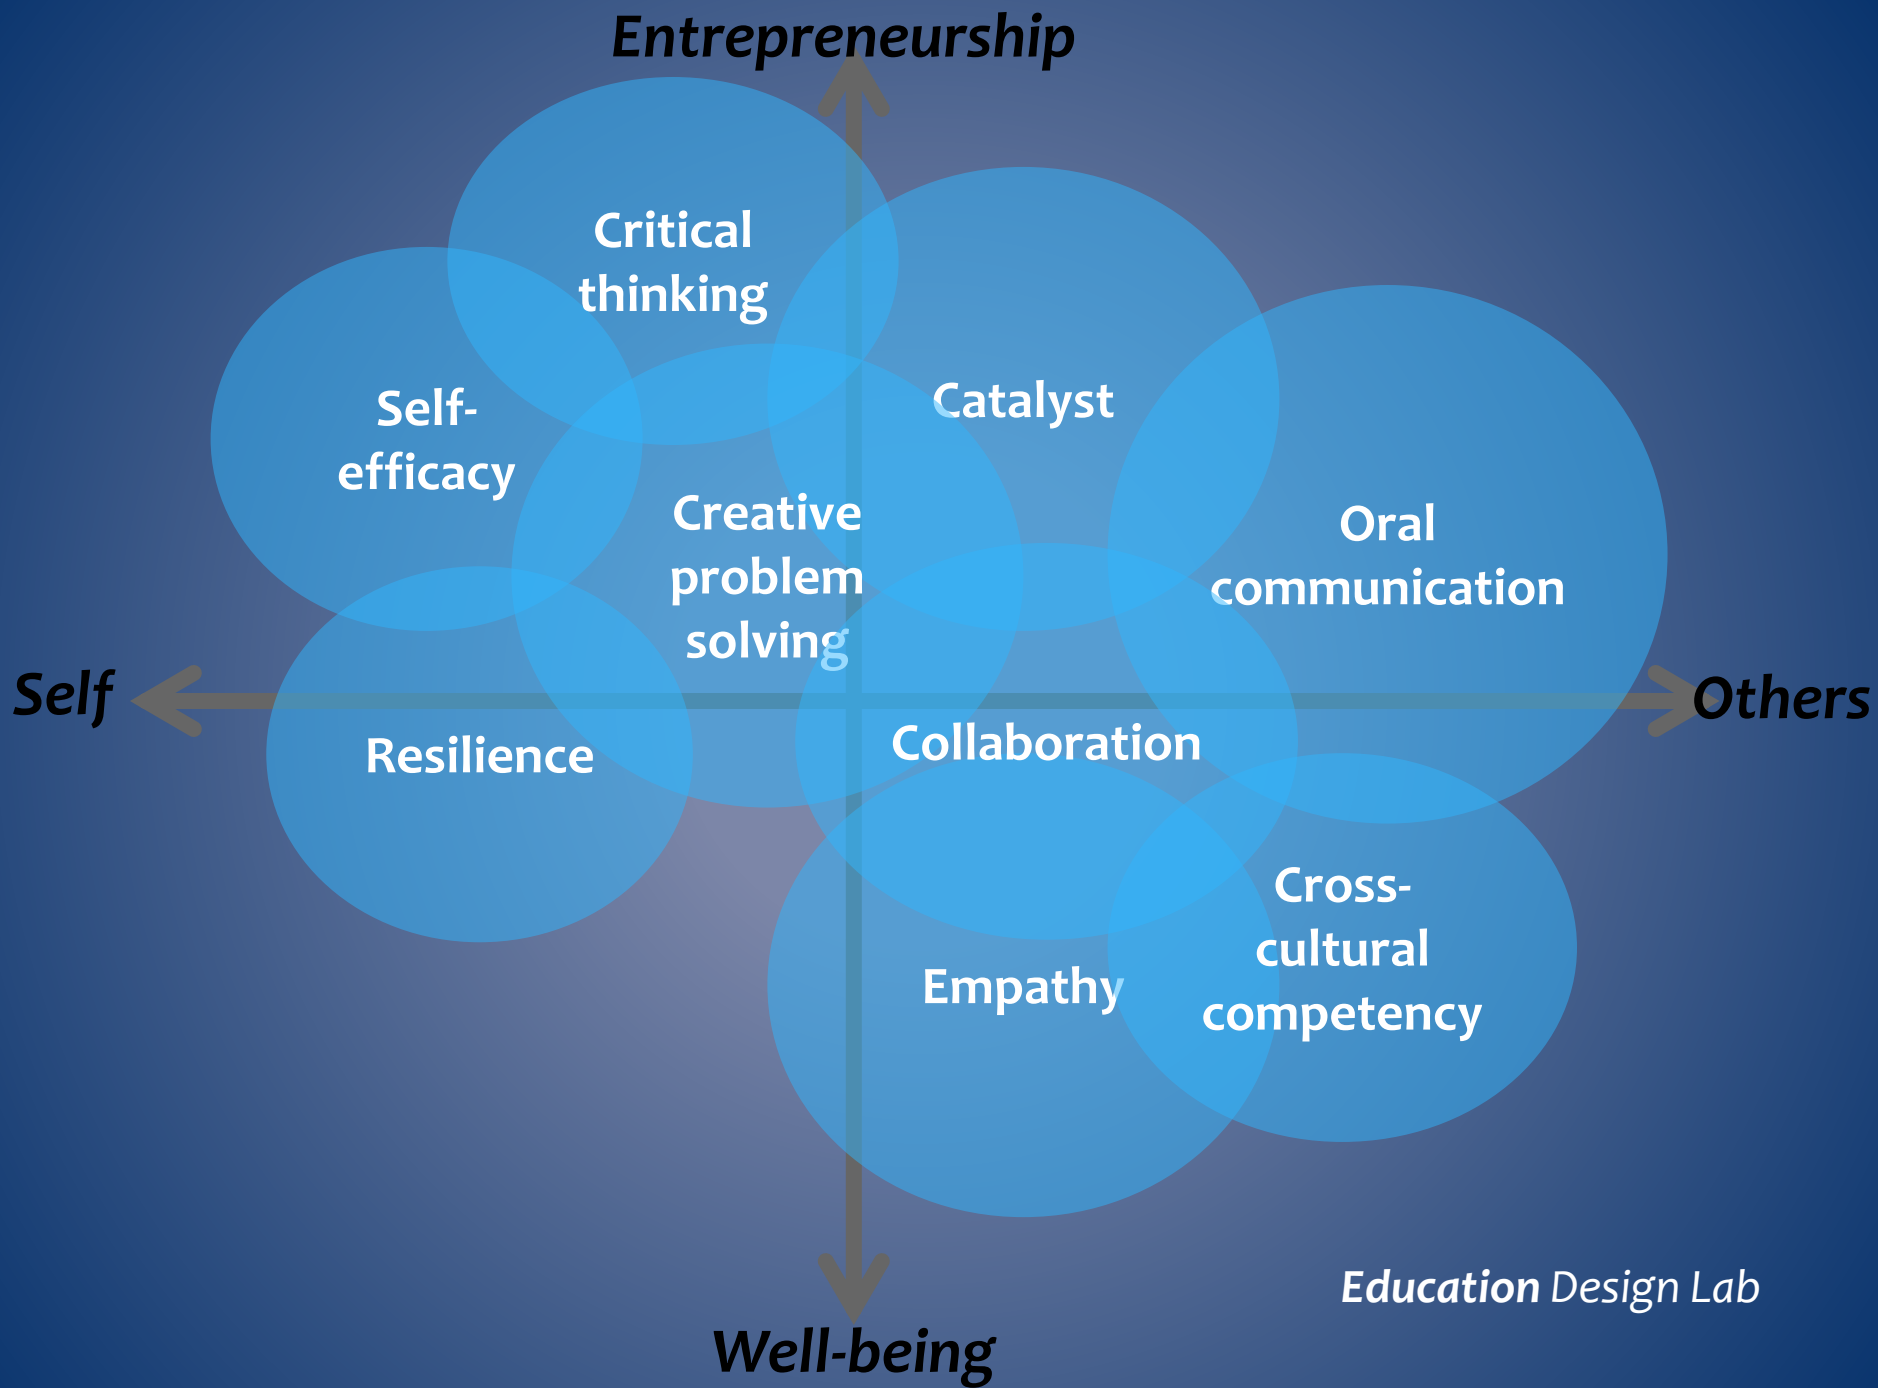 Entrepreneurship
Critical
thinking
Self-
efficacy
Catalyst
Creative
problem
solving
Oral
communication
Self
Others
Resilience
Collaboration
Empathy
Cross-
cultural
competency
Education Design Lab
Well-being